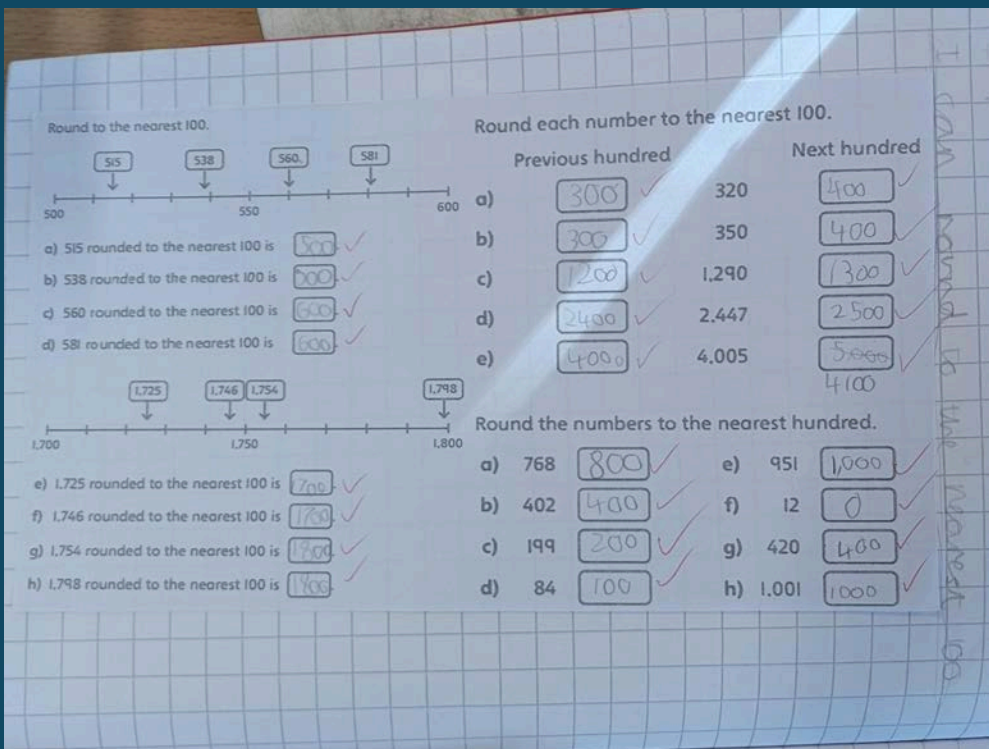 Round to the nearest 100.
515 538 560 581
500 550 600
a) 515 rounded to the nearest 100 is 500
b) 538 rounded to the nearest 100 is 500
c) 560 rounded to the nearest 100 is 600
d) 581 rounded to the nearest 100 is 600
1,725 1,746 1,754 1,798
1,700 1,750 1,800
e) 1,725 rounded to the nearest 100 is 1700
f) 1,746 rounded to the nearest 100 is 1700
g) 1,754 rounded to the nearest 100 is 1800
h) 1,798 rounded to the nearest 100 is 1800
Round each number to the nearest 100.
Previous hundred Next hundred
a) 300 320 400
b) 300 350 400
c) 1200 1,290 1300
d) 2400 2,447 2500
e) 4000 4,005 5000
4100
Round the numbers to the nearest hundred.
a) 768 800 e) 951 1,000
b) 402 400 f) 12 0
c) 199 200 g) 420 400
d) 84 100 h) 1,001 1000
I can round to the nearest 100